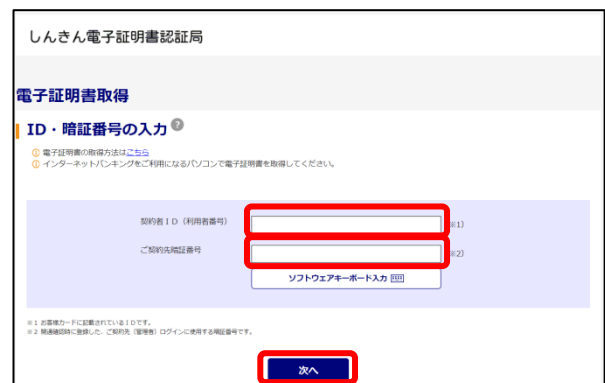 しんきん電子証明書認証局
電子証明書取得
ID・暗証番号の入力 ?
電子証明書の取得方法はこちら
インターネットバンキングをご利用になるパソコンで電子証明書を取得してください。
契約者ID（利用者番号） ※1）
ご契約先暗証番号 ※2）
ソフトウェアキーボード入力
※1 お客様カードに記載されているIDです。
※2 開通確認時に登録した、ご契約先（管理者）ログインに使用する暗証番号です。
次へ